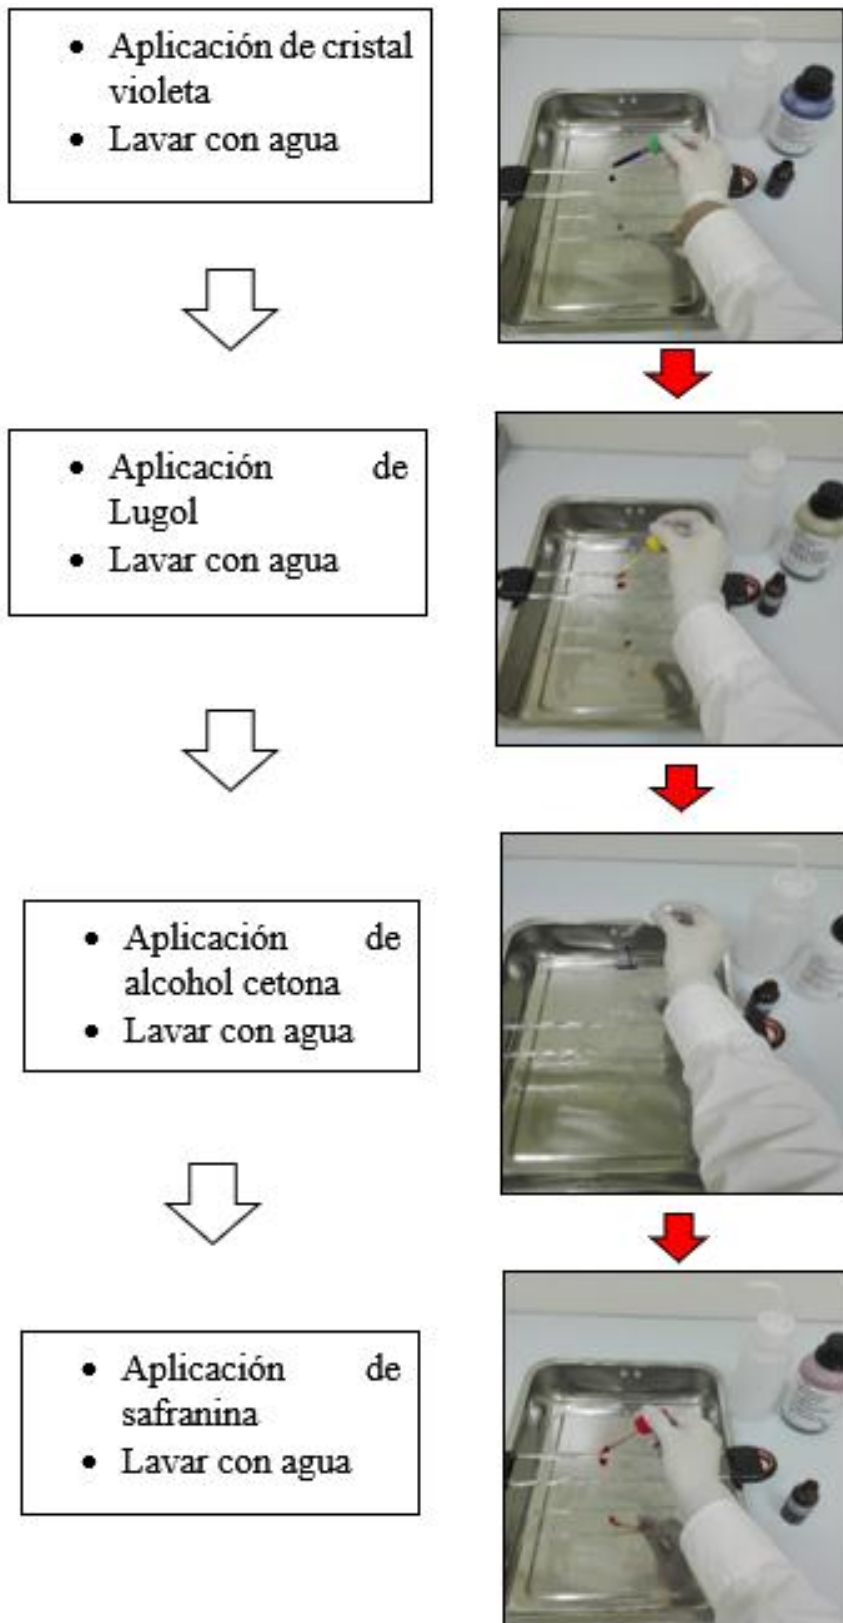 • Aplicación de cristal
violeta
• Lavar con agua
• Aplicación de
Lugol
• Lavar con agua
• Aplicación de
alcohol cetona
• Lavar con agua
• Aplicación de
safranina
• Lavar con agua